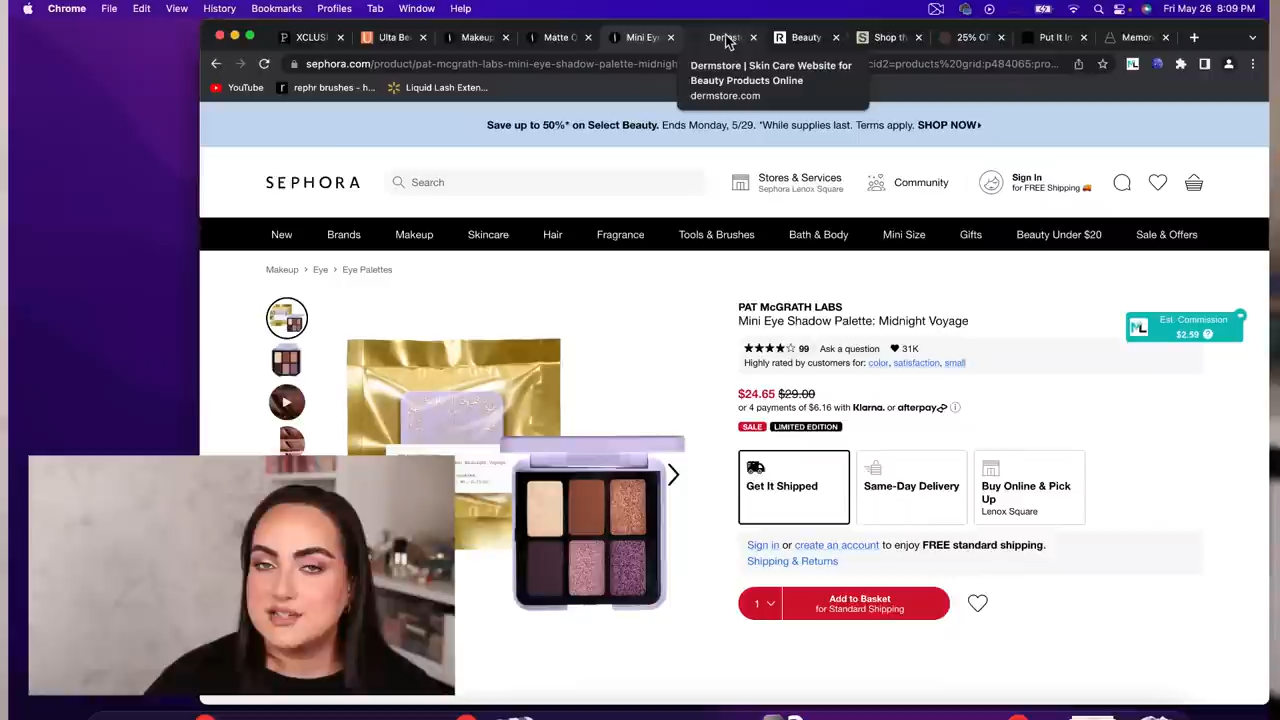 Chrome File Edit View History Bookmarks Profiles Tab Window Help
Fri May 26 8:09 PM
XCLUS
Ulta Be
Makeup
Matte
Mini Ey
Derms
Beauty
Shop th
25% Of
Put It In
Memor
sephora.com/product/pat-mcgrath-labs-mini-eye-shadow-palette-midnigh
cid2=products%20grid:p484065:pro...
Dermstore | Skin Care Website for
Beauty Products Online
dermstore.com
YouTube
rephr brushes - h...
Liquid Lash Exten...
Save up to 50%* on Select Beauty. Ends Monday, 5/29. *While supplies last. Terms apply. SHOP NOW
SEPHORA
Search
Stores & Services
Sephora Lenox Square
Community
Sign In
for FREE Shipping
New Brands Makeup Skincare Hair Fragrance Tools & Brushes Bath & Body Mini Size Gifts Beauty Under $20 Sale & Offers
Makeup > Eye > Eye Palettes
PAT McGRATH LABS
Mini Eye Shadow Palette: Midnight Voyage
99 Ask a question 31K
Highly rated by customers for: color, satisfaction, small
Est. Commission
$2.59
$24.65 $29.00
or 4 payments of $6.16 with Klarna. or afterpay
SALE LIMITED EDITION
Get It Shipped
Same-Day Delivery
Buy Online & Pick
Up
Lenox Square
Sign in or create an account to enjoy FREE standard shipping.
Shipping & Returns
1
Add to Basket
for Standard Shipping